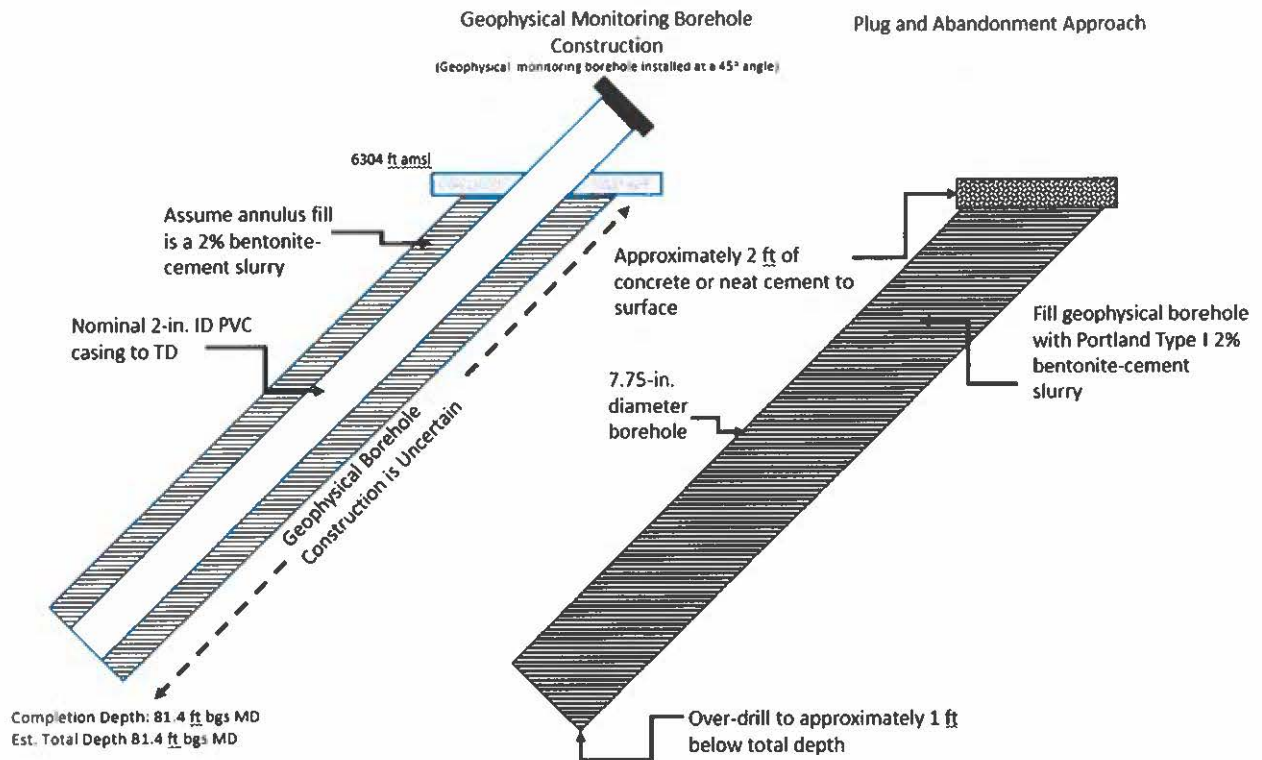 Geophysical Monitoring Borehole
Construction
(Geophysical monitoring borehole installed at a 45° angle)
Plug and Abandonment Approach
6304 ft amsl
Assume annulus fill
is a 2% bentonite-
cement slurry
Nominal 2-in. ID PVC
casing to TD
Geophysical Borehole
Construction is Uncertain
Completion Depth: 81.4 ft bgs MD
Est. Total Depth 81.4 ft bgs MD
Approximately 2 ft of
concrete or neat cement to
surface
7.75-in.
diameter
borehole
Fill geophysical borehole
with Portland Type I 2%
bentonite-cement
slurry
Over-drill to approximately 1 ft
below total depth